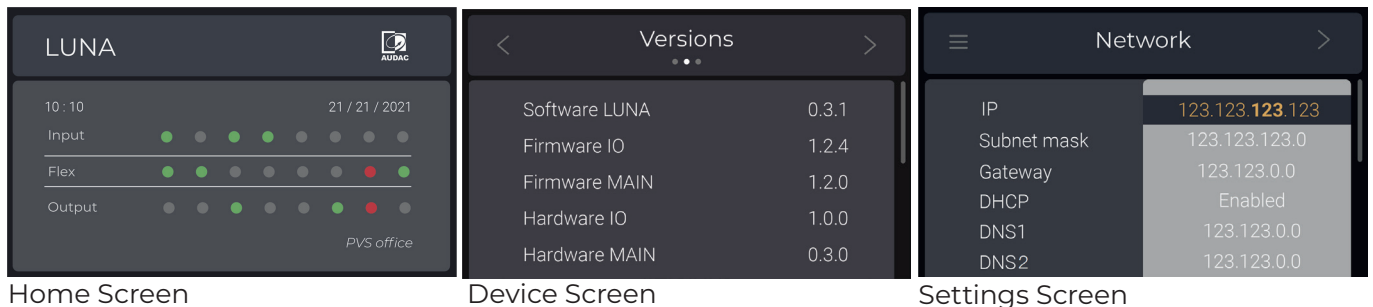 LUNA
AUDAC
10 : 10 21 / 21 / 2021
Input
Flex
Output
PVS office
Home Screen
< Versions >
Software LUNA 0.3.1
Firmware IO 1.2.4
Firmware MAIN 1.2.0
Hardware IO 1.0.0
Hardware MAIN 0.3.0
Device Screen
Network >
IP 123.123.123.123
Subnet mask 123.123.123.0
Gateway 123.123.0.0
DHCP Enabled
DNS1 123.123.0.0
DNS2 123.123.0.0
Settings Screen